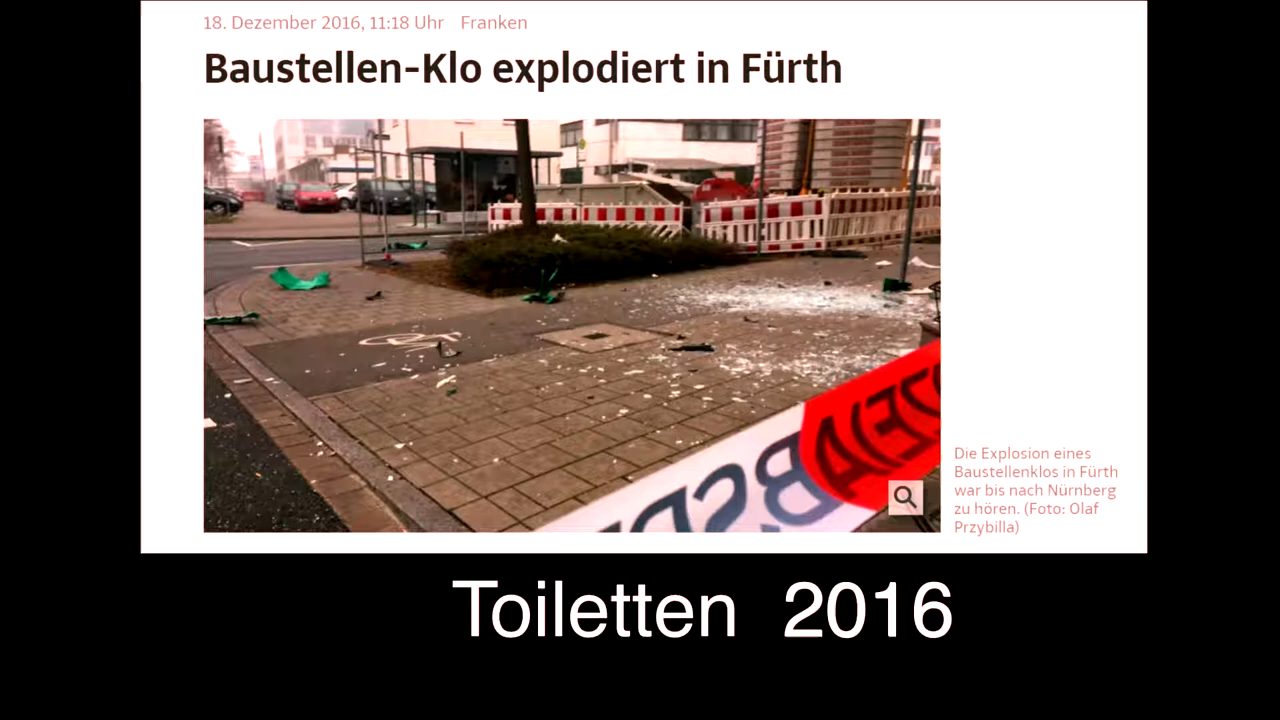 18. Dezember 2016, 11:18 Uhr Franken
Baustellen-Klo explodiert in Fürth
Die Explosion eines
Baustellenklos in Fürth
war bis nach Nürnberg
zu hören. (Foto: Olaf
Przybilla)
Toiletten 2016